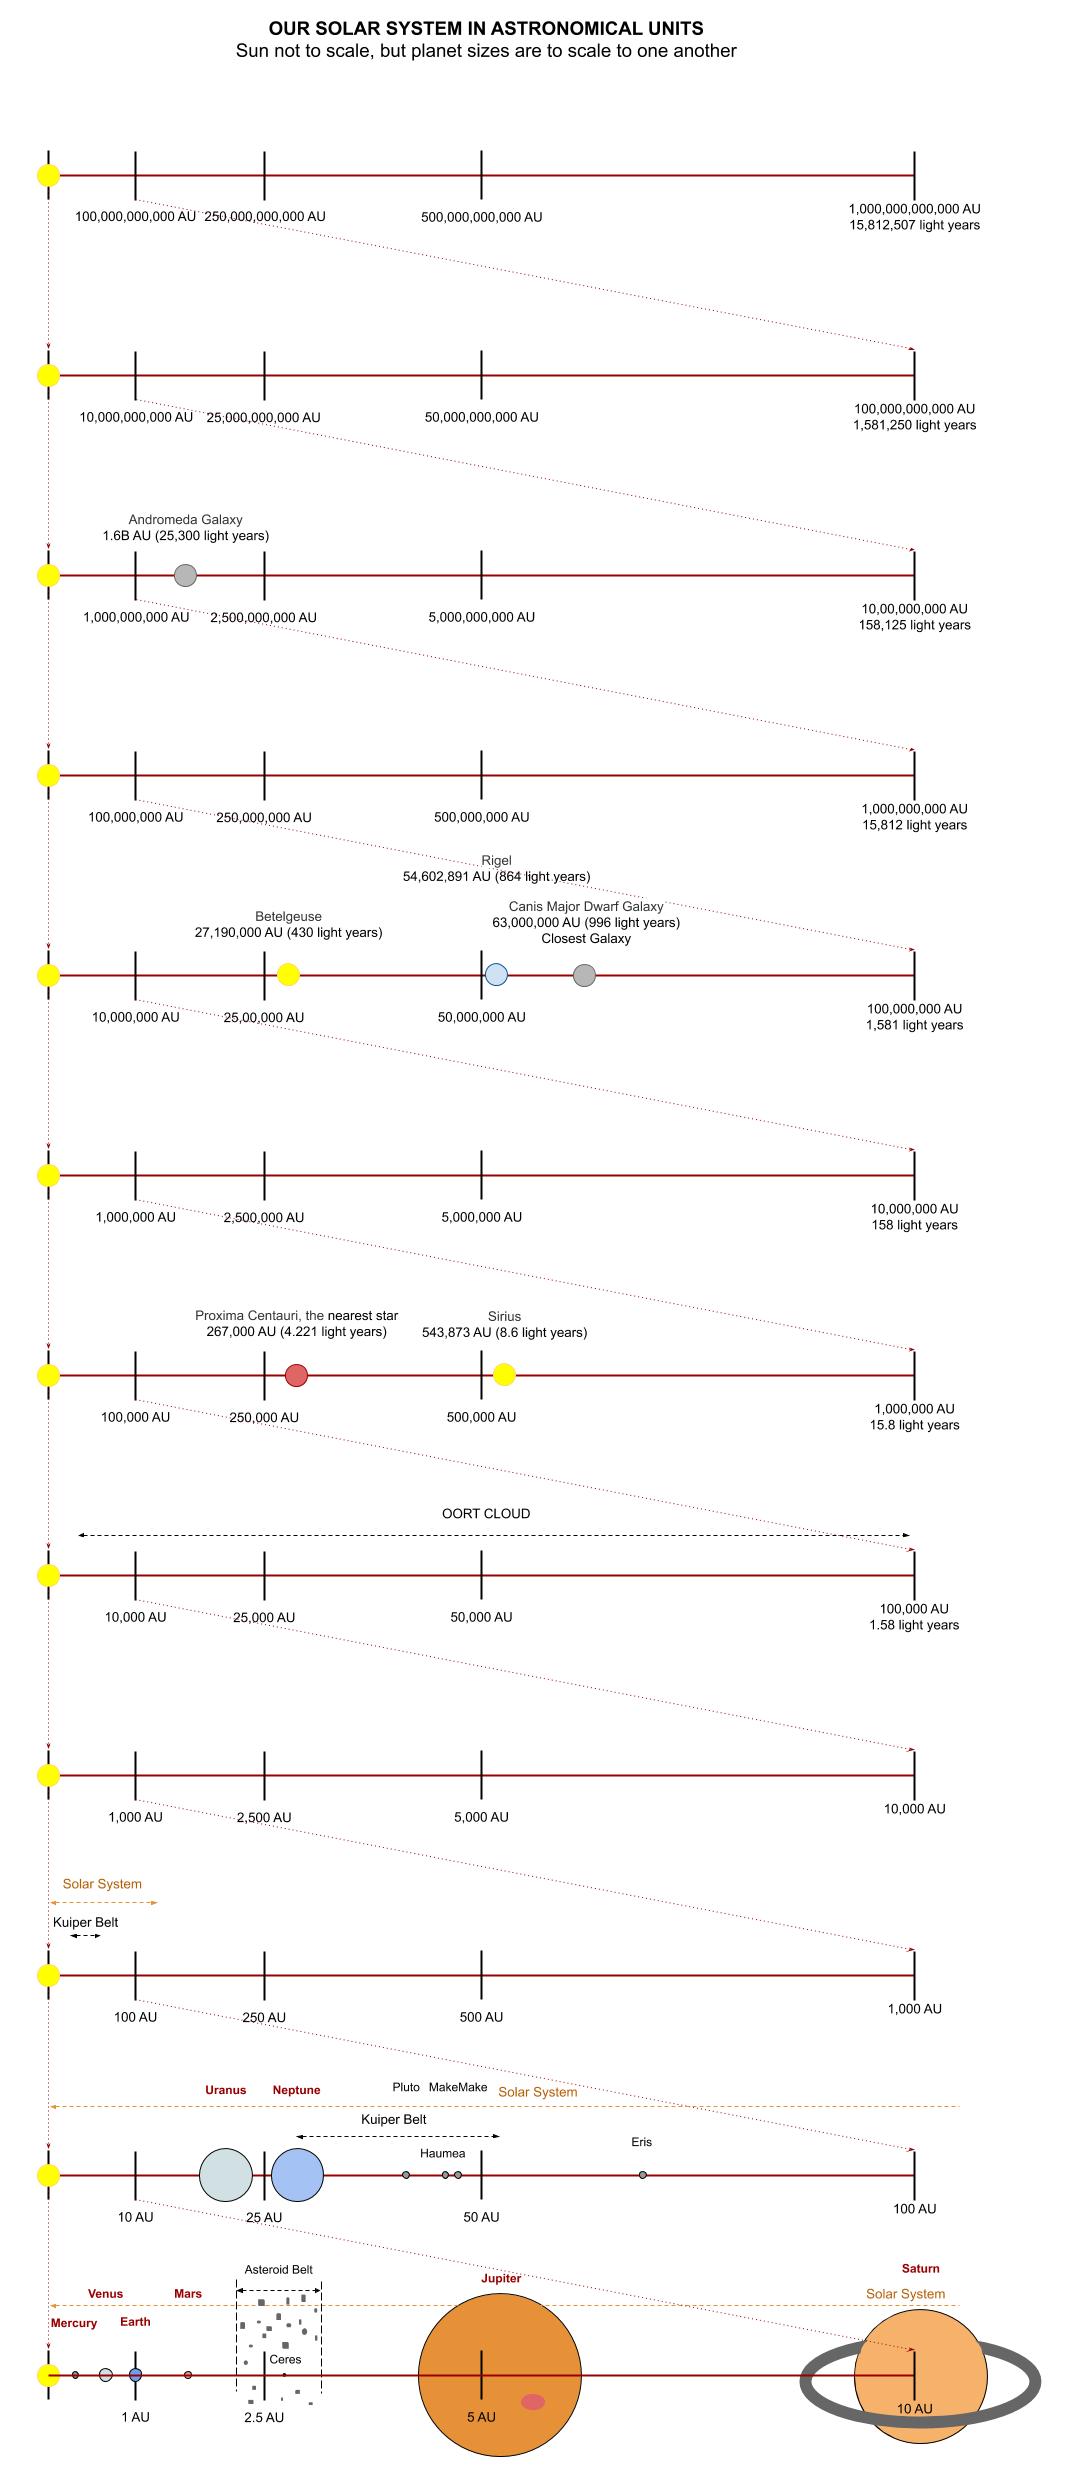 OUR SOLAR SYSTEM IN ASTRONOMICAL UNITS
Sun not to scale, but planet sizes are to scale to one another
100,000,000,000 AU
250,000,000,000 AU
500,000,000,000 AU
1,000,000,000,000 AU
15,812,507 light years
10,000,000,000 AU
25,000,000,000 AU
50,000,000,000 AU
100,000,000,000 AU
1,581,250 light years
Andromeda Galaxy
1.6B AU (25,300 light years)
1,000,000,000 AU
2,500,000,000 AU
5,000,000,000 AU
10,00,000,000 AU
158,125 light years
100,000,000 AU
250,000,000 AU
500,000,000 AU
1,000,000,000 AU
15,812 light years
Rigel
54,602,891 AU (864 light years)
Canis Major Dwarf Galaxy
63,000,000 AU (996 light years)
Closest Galaxy
Betelgeuse
27,190,000 AU (430 light years)
10,000,000 AU
25,00,000 AU
50,000,000 AU
100,000,000 AU
1,581 light years
1,000,000 AU
2,500,000 AU
5,000,000 AU
10,000,000 AU
158 light years
Proxima Centauri, the nearest star
267,000 AU (4.221 light years)
Sirius
543,873 AU (8.6 light years)
100,000 AU
250,000 AU
500,000 AU
1,000,000 AU
15.8 light years
OORT CLOUD
10,000 AU
25,000 AU
50,000 AU
100,000 AU
1.58 light years
1,000 AU
2,500 AU
5,000 AU
10,000 AU
Solar System
Kuiper Belt
100 AU
250 AU
500 AU
1,000 AU
Uranus
Neptune
Pluto
MakeMake
Solar System
Kuiper Belt
Haumea
Eris
10 AU
25 AU
50 AU
100 AU
Asteroid Belt
Jupiter
Saturn
Venus
Mars
Solar System
Mercury
Earth
Ceres
1 AU
2.5 AU
5 AU
10 AU